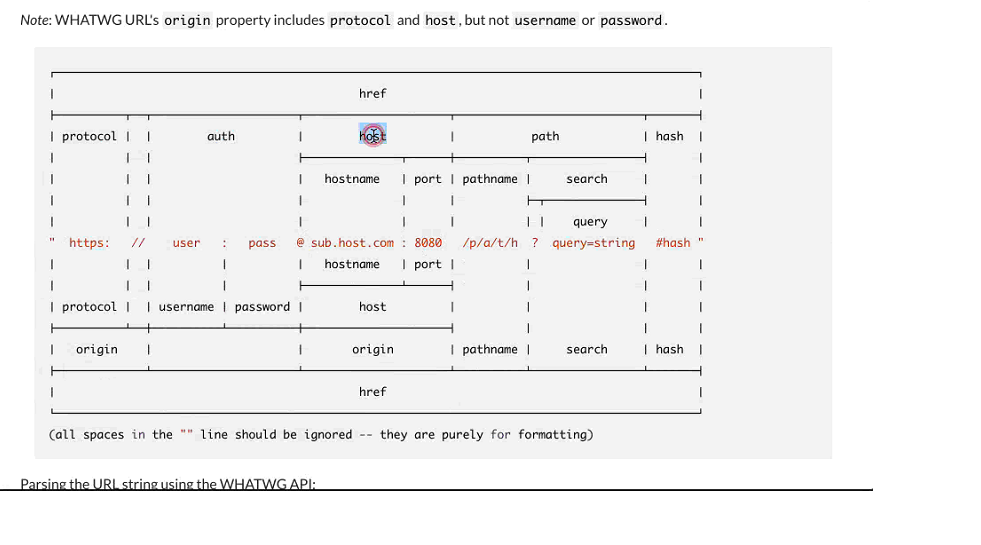 Note: WHATWG URL's origin property includes protocol and host, but not username or password.
href
protocol auth host path hash
hostname port pathname search
query
" https: // user : pass @ sub.host.com : 8080 /p/a/t/h ? query=string #hash "
hostname port
protocol username password host
origin origin pathname search hash
href
(all spaces in the "" line should be ignored -- they are purely for formatting)
Parsing the URL string using the WHATWG API: